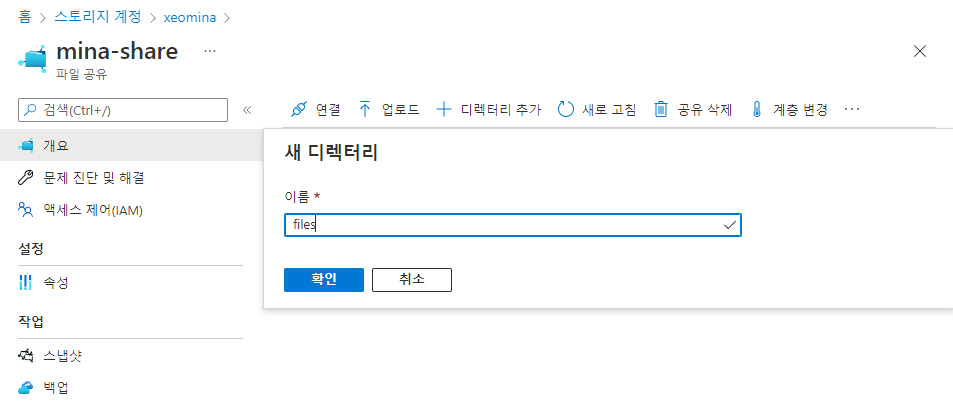 홈 > 스토리지 계정 > xeomina >
mina-share ...
파일 공유
검색(Ctrl+/) «
연결 업로드 디렉터리 추가 새로 고침 공유 삭제 계층 변경 ...
개요
문제 진단 및 해결
액세스 제어(IAM)
설정
속성
작업
스냅샷
백업
새 디렉터리
이름 *
files
확인 취소